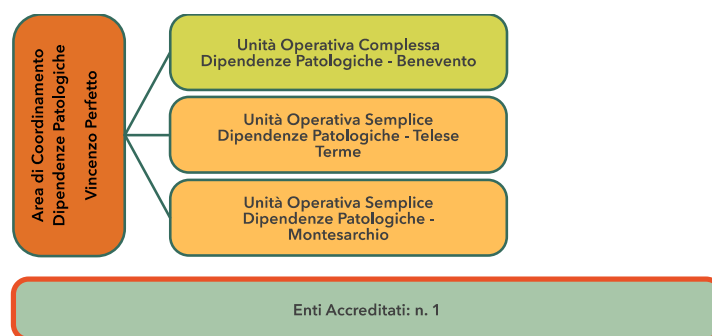 Area di Coordinamento
Dipendenze Patologiche
Vincenzo Perfetto
Unità Operativa Complessa
Dipendenze Patologiche - Benevento
Unità Operativa Semplice
Dipendenze Patologiche - Telese
Terme
Unità Operativa Semplice
Dipendenze Patologiche -
Montesarchio
Enti Accreditati: n. 1